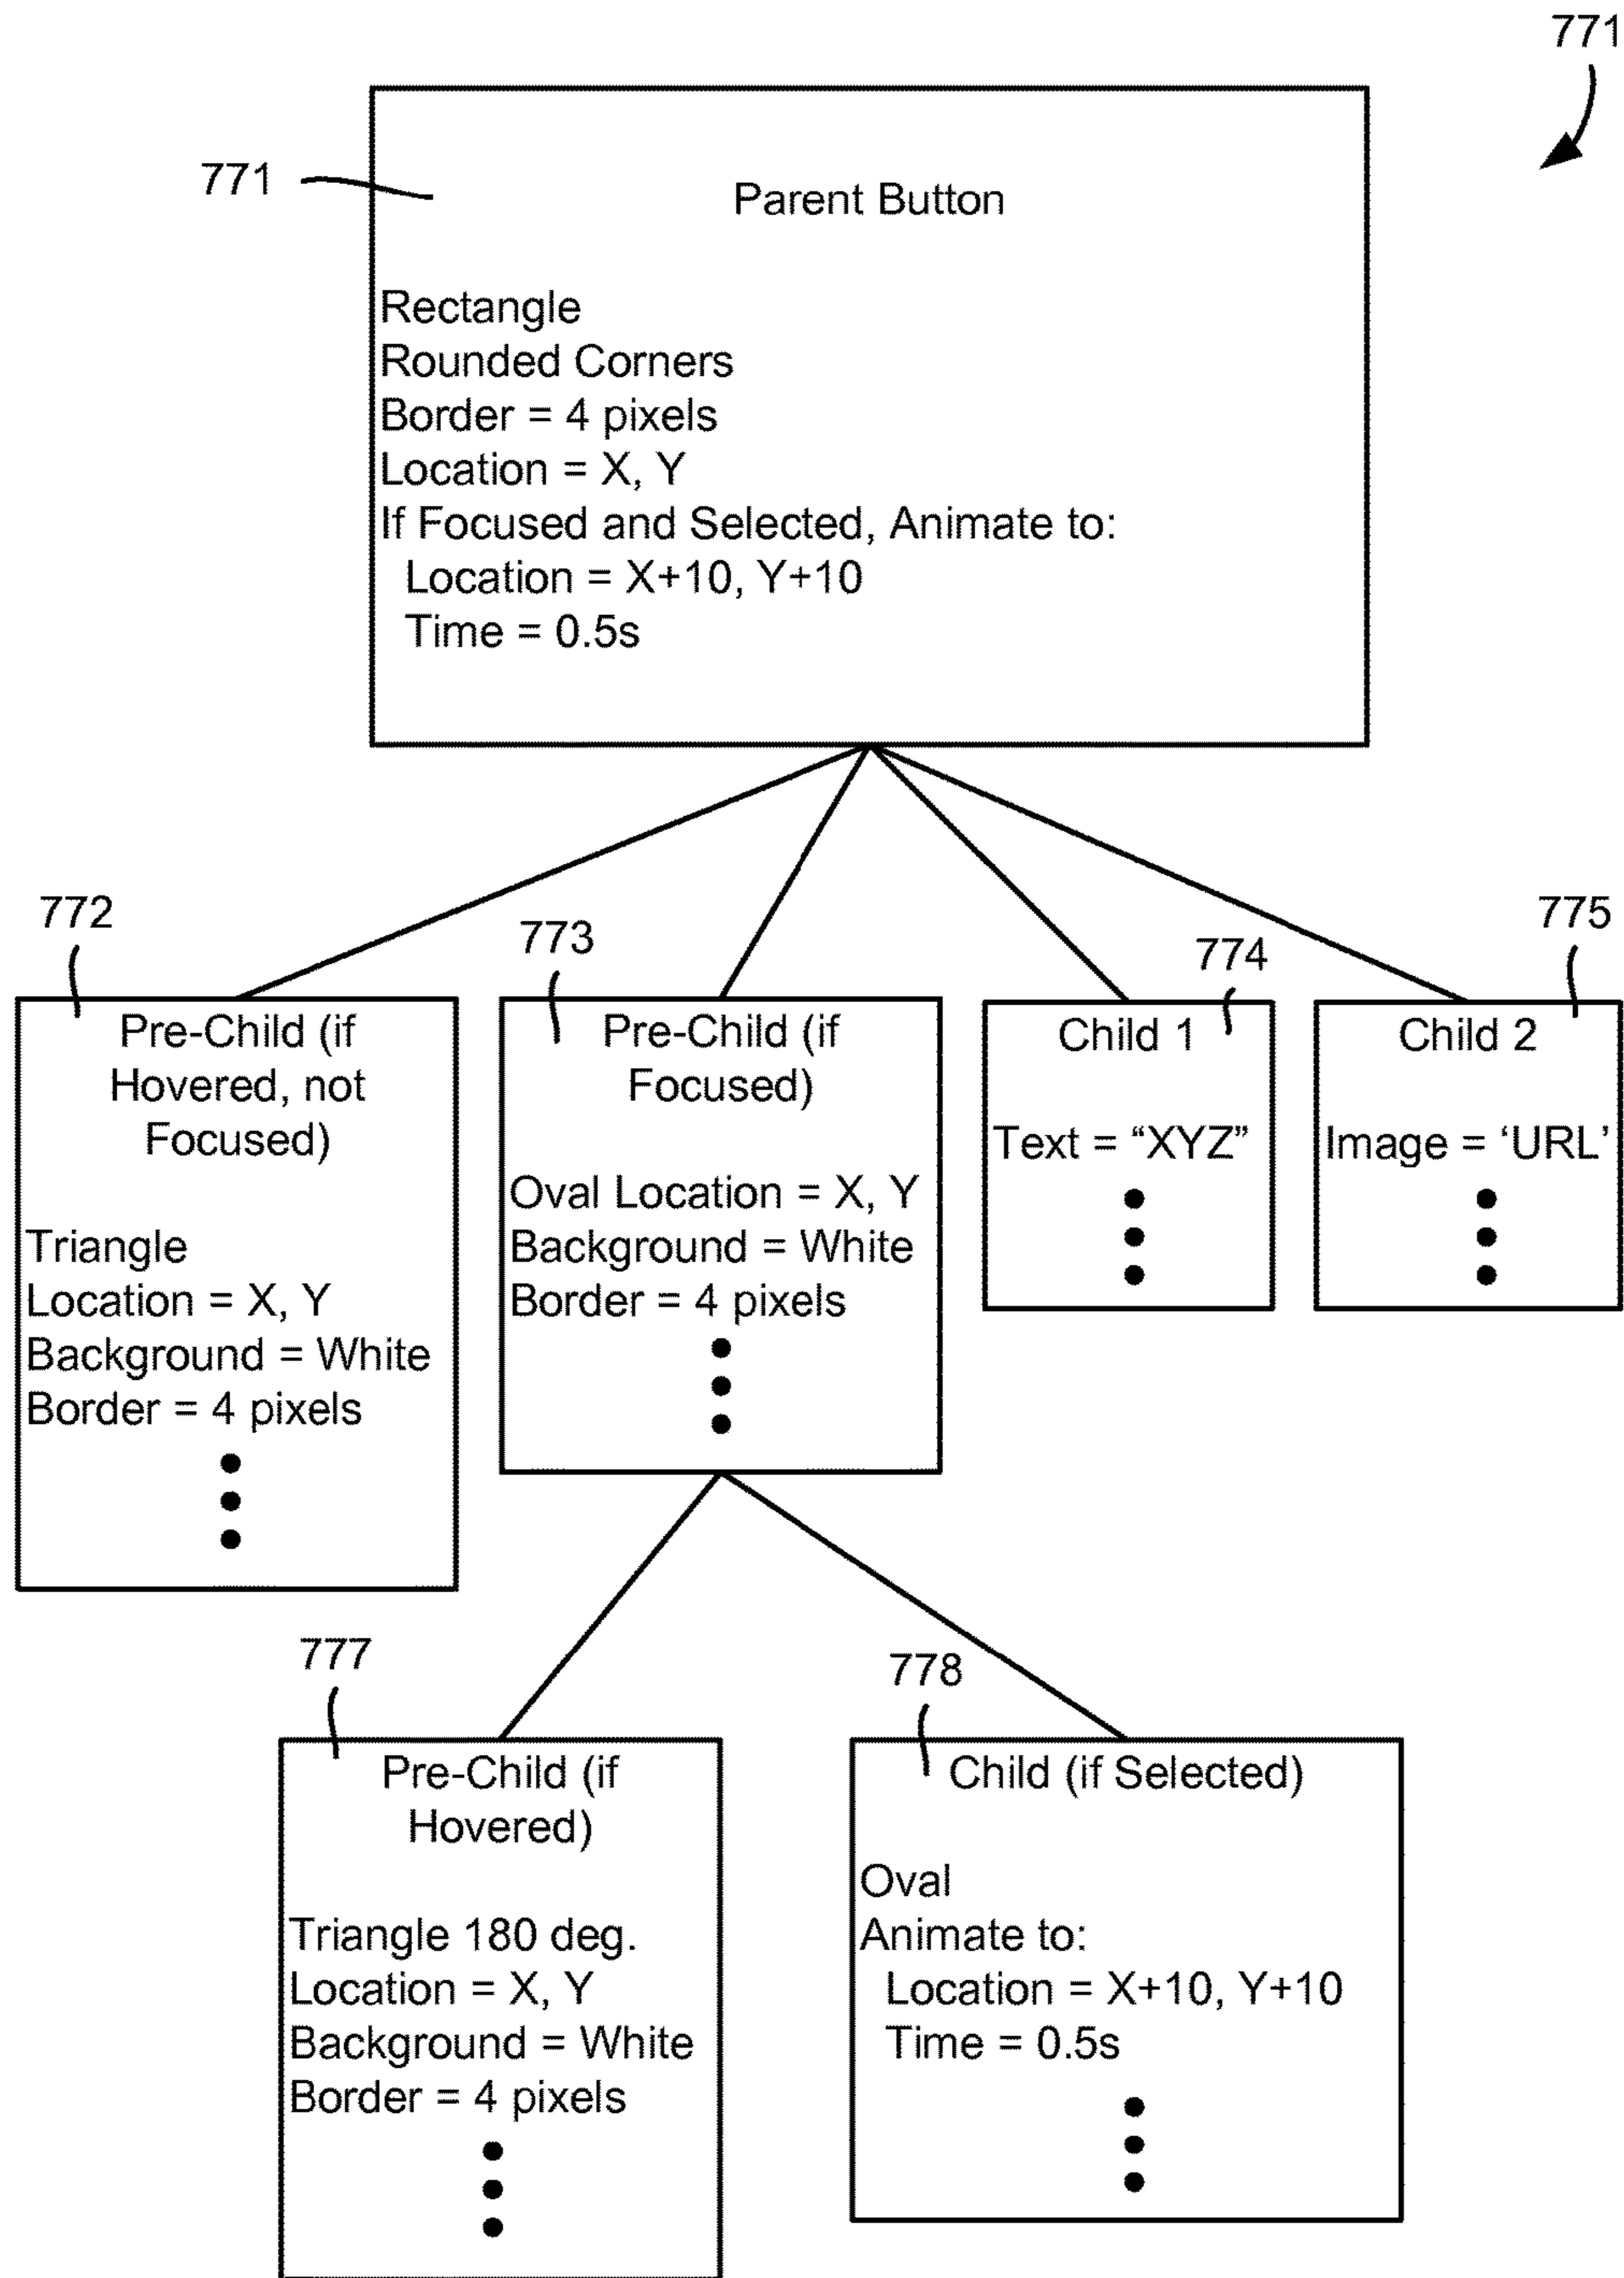 771
771
Parent Button
Rectangle
Rounded Corners
Border = 4 pixels
Location = X, Y
If Focused and Selected, Animate to:
Location = X+10, Y+10
Time = 0.5s
772
Pre-Child (if
Hovered, not
Focused)
Triangle
Location = X, Y
Background = White
Border = 4 pixels
773
Pre-Child (if
Focused)
Oval Location = X, Y
Background = White
Border = 4 pixels
774
Child 1
Text = “XYZ”
775
Child 2
Image = ‘URL’
777
Pre-Child (if
Hovered)
Triangle 180 deg.
Location = X, Y
Background = White
Border = 4 pixels
778
Child (if Selected)
Oval
Animate to:
Location = X+10, Y+10
Time = 0.5s